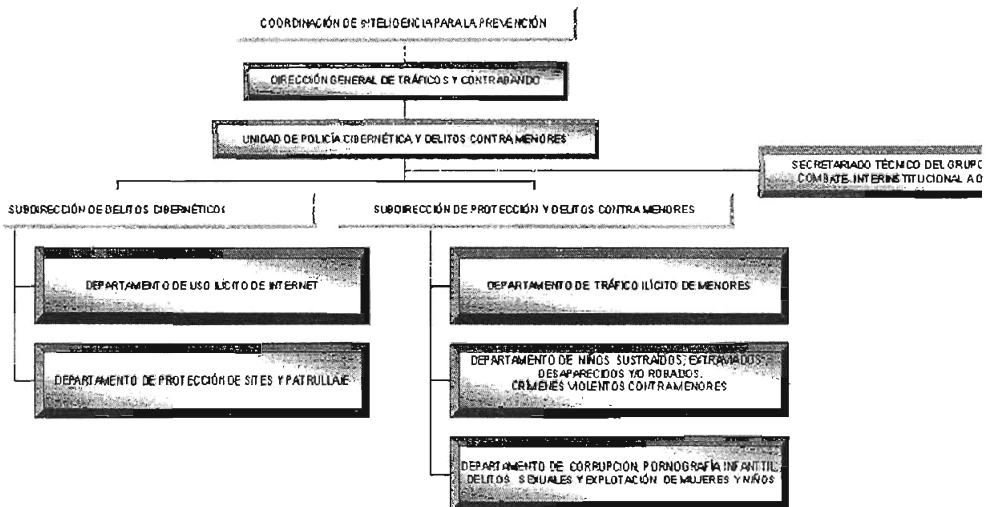 COORDINACIÓN DE INTELIGENCIA PARA LA PREVENCIÓN
DIRECCIÓN GENERAL DE TRÁFICOS Y CONTRABANDO
UNIDAD DE POLICÍA CIBERNÉTICA Y DELITOS CONTRA MENORES
SECRETARIADO TÉCNICO DEL GRUPO
COMBATE INTERINSTITUCIONAL A
SUBDIRECCIÓN DE DELITOS CIBERNÉTICOS
SUBDIRECCIÓN DE PROTECCIÓN Y DELITOS CONTRA MENORES
DEPARTAMENTO DE USO ILÍCITO DE INTERNET
DEPARTAMENTO DE TRÁFICO ILÍCITO DE MENORES
DEPARTAMENTO DE PROTECCIÓN DE SITES Y PATRULLAJE
DEPARTAMENTO DE NIÑOS SUSTRAÍDOS, EXTRAVIADOS
DESAPARECIDOS Y/O ROBADOS.
CRÍMENES VIOLENTOS CONTRA MENORES
DEPARTAMENTO DE CORRUPCIÓN, PORNOGRAFÍA INFANTIL,
DELITOS SEXUALES Y EXPLOTACIÓN DE MUJERES Y NIÑOS